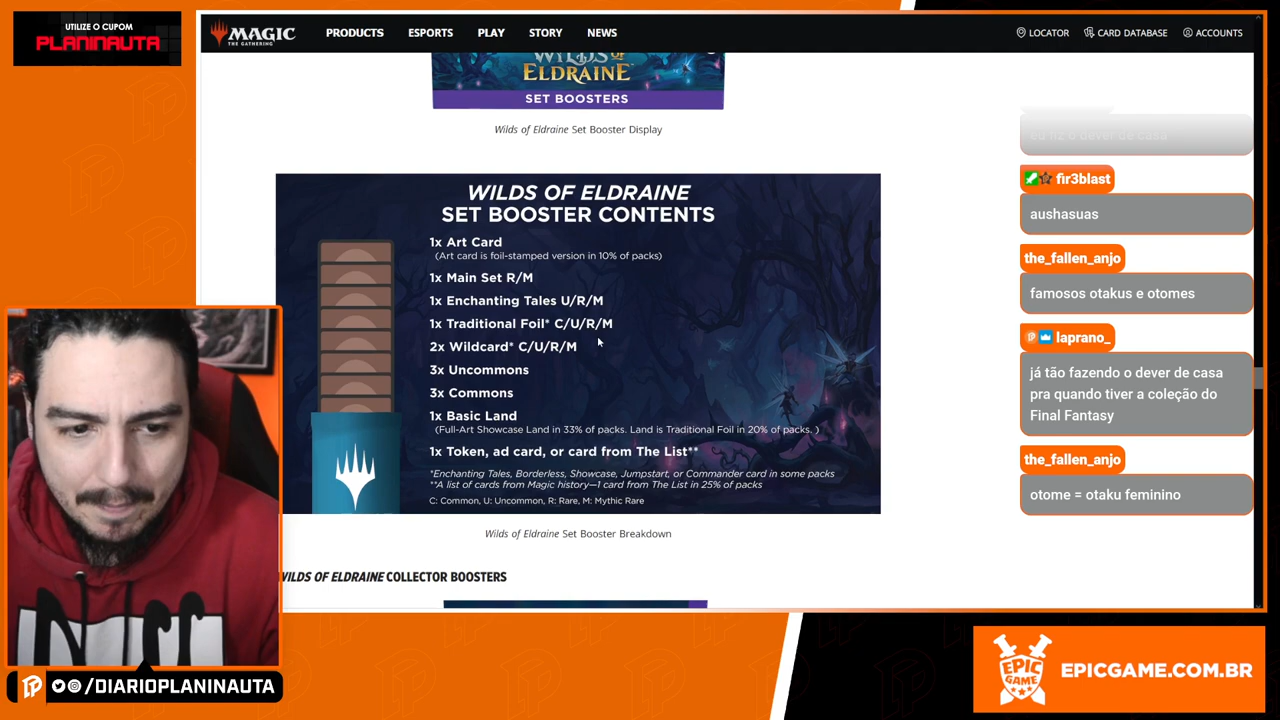 UTILIZE O CUPOM
PLANINAUTA
MAGIC
THE GATHERING
PRODUCTS
ESPORTS
PLAY
STORY
NEWS
LOCATOR
CARD DATABASE
ACCOUNTS
WILDS OF
ELDRAINE
SET BOOSTERS
Wilds of Eldraine Set Booster Display
WILDS OF ELDRAINE
SET BOOSTER CONTENTS
1x Art Card
(Art card is foil-stamped version in 10% of packs)
1x Main Set R/M
1x Enchanting Tales U/R/M
1x Traditional Foil* C/U/R/M
2x Wildcard* C/U/R/M
3x Uncommons
3x Commons
1x Basic Land
(Full-Art Showcase Land in 33% of packs. Land is Traditional Foil in 20% of packs. )
1x Token, ad card, or card from The List**
*Enchanting Tales, Borderless, Showcase, Jumpstart, or Commander card in some packs
**A list of cards from Magic history—1 card from The List in 25% of packs
C: Common, U: Uncommon, R: Rare, M: Mythic Rare
Wilds of Eldraine Set Booster Breakdown
WILDS OF ELDRAINE COLLECTOR BOOSTERS
eu fiz o dever de casa
fir3blast
aushasuas
the_fallen_anjo
famosos otakus e otomes
laprano_
já tão fazendo o dever de casa
pra quando tiver a coleção do
Final Fantasy
the_fallen_anjo
otome = otaku feminino
/DIARIOPLANINAUTA
EPIC
GAME
EPICGAME.COM.BR